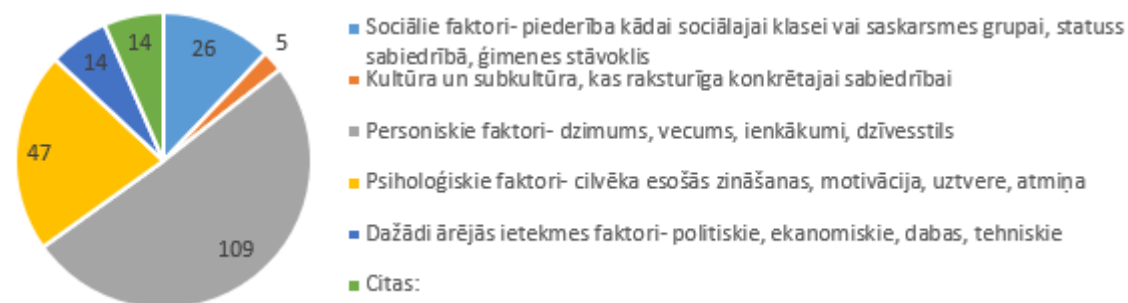 26
5
14
14
47
109
Sociālie faktori- piederība kādai sociālajai klasei vai saskarsmes grupai, statuss
sabiedrībā, ģimenes stāvoklis
Kultūra un subkultūra, kas raksturīga konkrētajai sabiedrībai
Personiskie faktori- dzimums, vecums, ienkākumi, dzīvesstils
Psiholoģiskie faktori- cilvēka esošās zināšanas, motivācija, uztvere, atmiņa
Dažādi ārējās ietekmes faktori- politiskie, ekanomiskie, dabas, tehniskie
Citas: